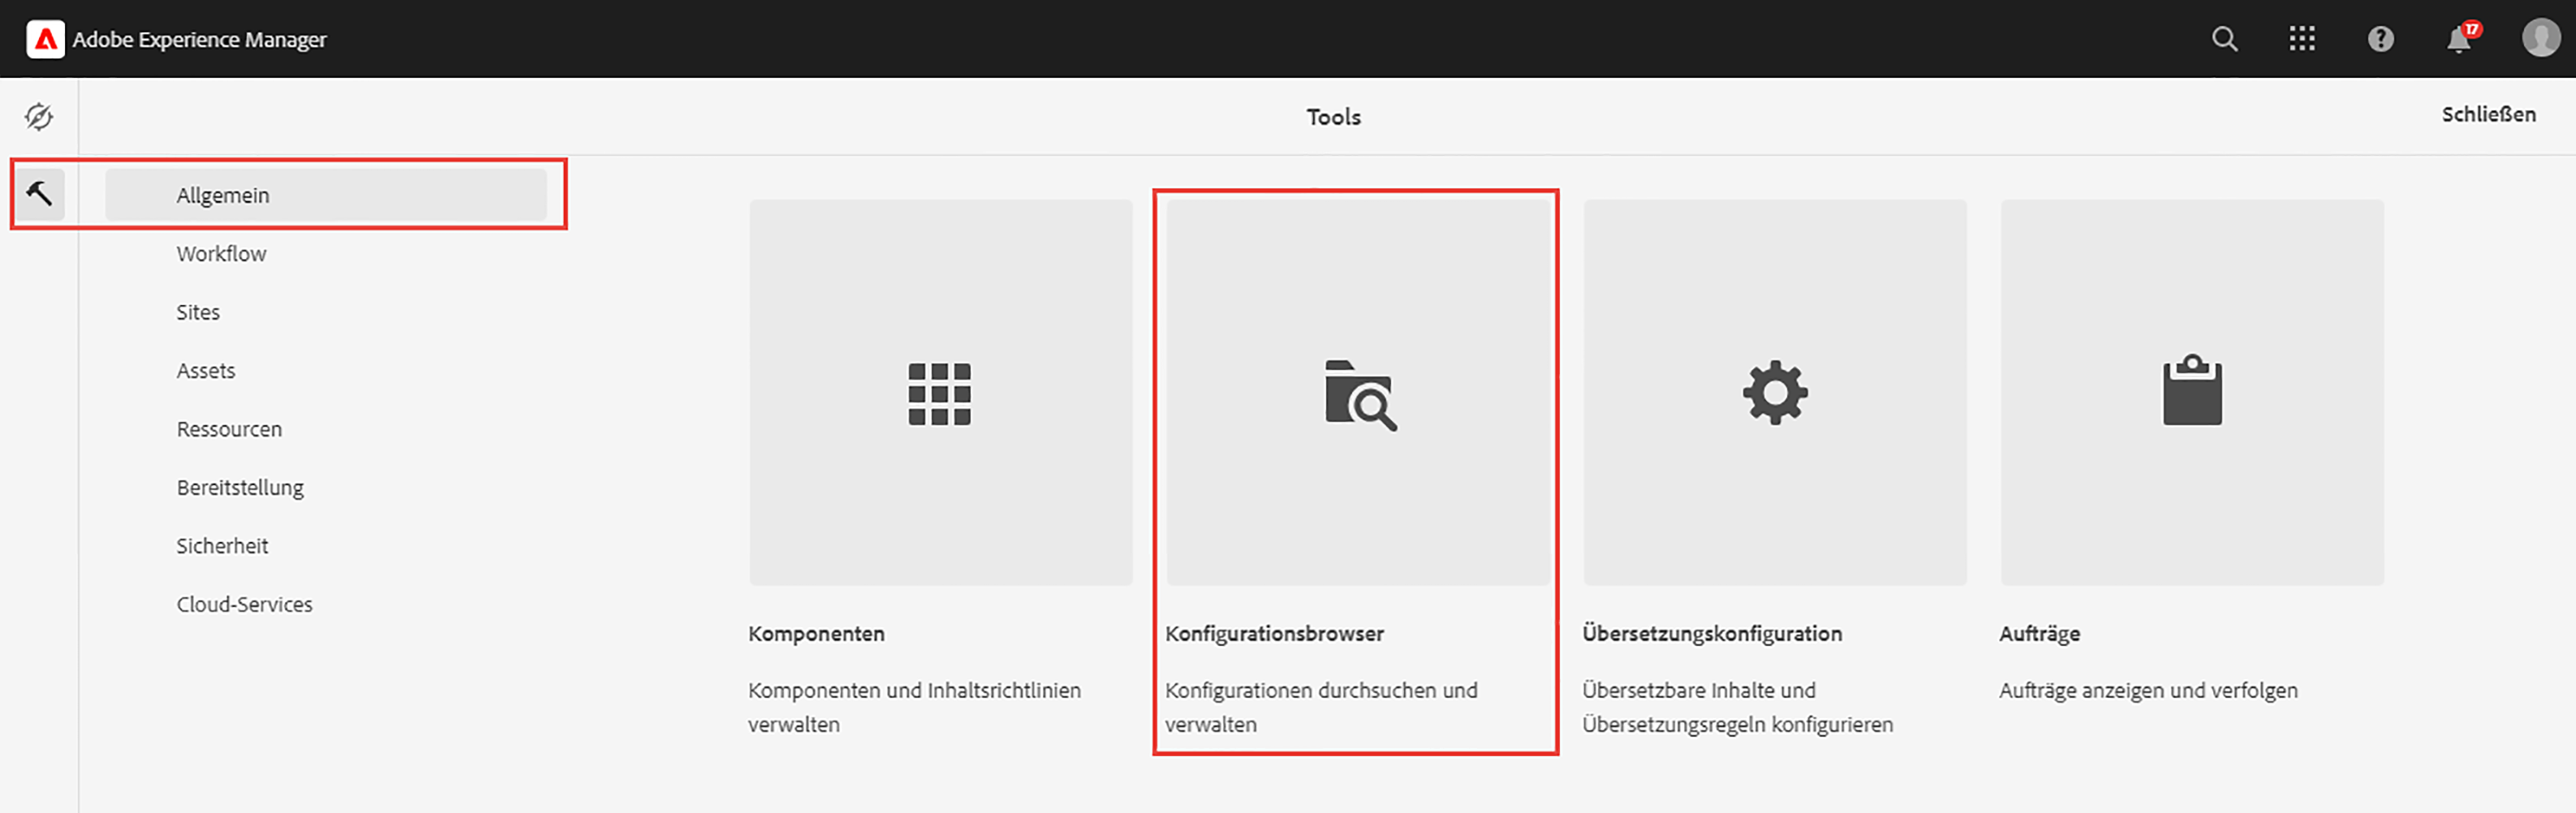 Adobe Experience Manager
17
Tools
Schließen
Allgemein
Workflow
Sites
Assets
Ressourcen
Bereitstellung
Sicherheit
Cloud-Services
Komponenten
Komponenten und Inhaltsrichtlinien
verwalten
Konfigurationsbrowser
Konfigurationen durchsuchen und
verwalten
Übersetzungskonfiguration
Übersetzbare Inhalte und
Übersetzungsregeln konfigurieren
Aufträge
Aufträge anzeigen und verfolgen